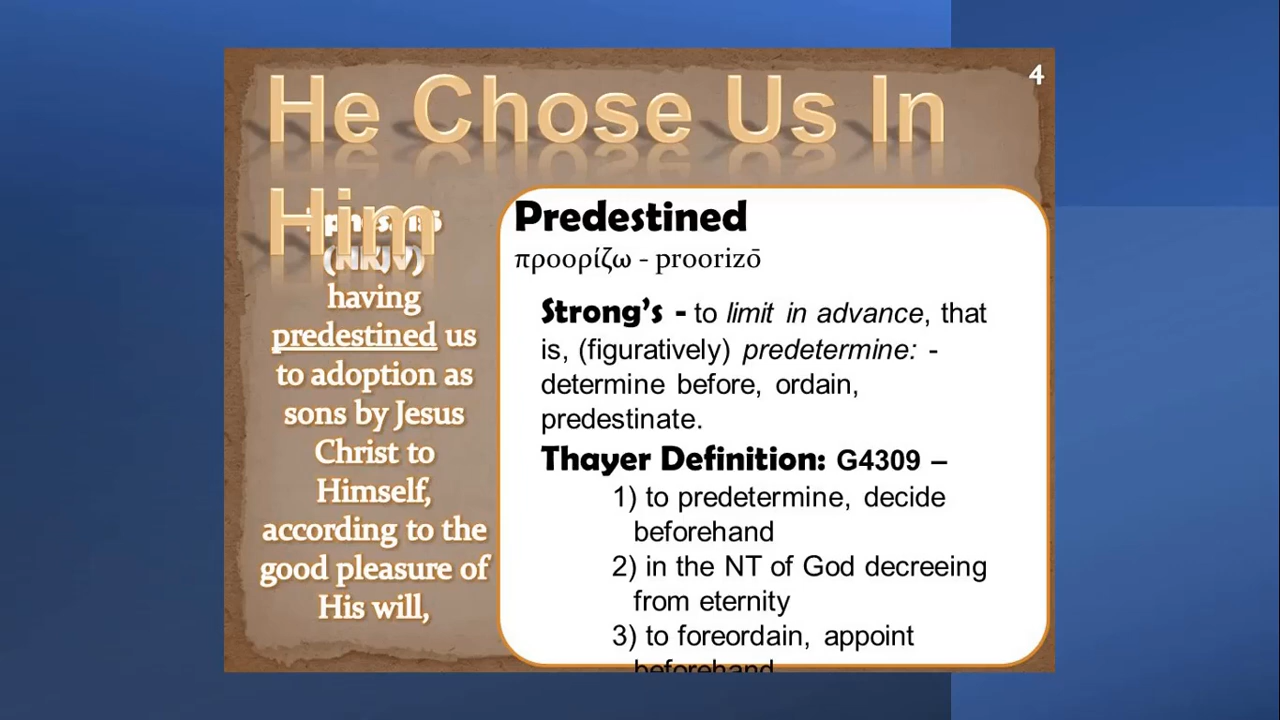 4
He Chose Us In
Him
(NKJV)
having
predestined us
to adoption as
sons by Jesus
Christ to
Himself,
according to the
good pleasure of
His will,
Predestined
προορίζω - proorizō
Strong's - to limit in advance, that
is, (figuratively) predetermine: -
determine before, ordain,
predestinate.
Thayer Definition: G4309 –
1) to predetermine, decide
beforehand
2) in the NT of God decreeing
from eternity
3) to foreordain, appoint
beforehand